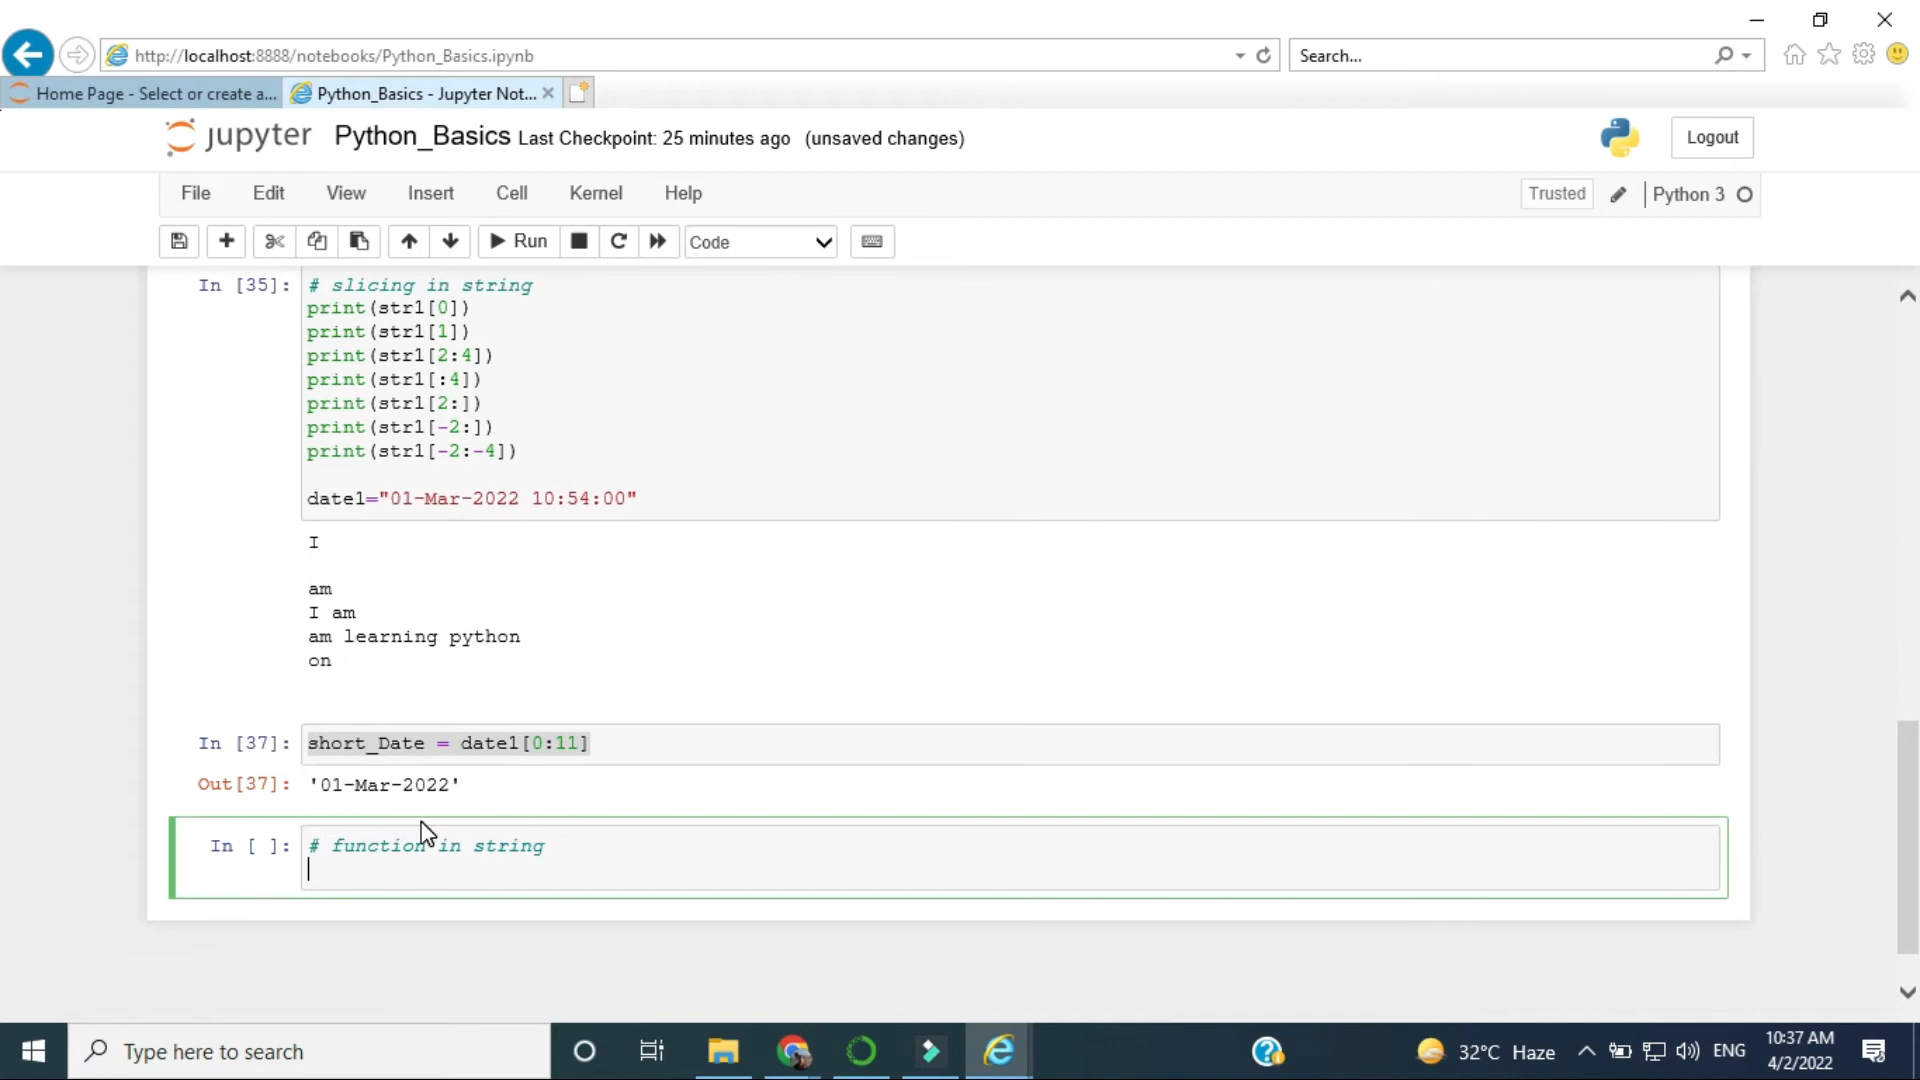 http://localhost:8888/notebooks/Python_Basics.ipynb
Search...
Home Page - Select or create a...
Python_Basics - Jupyter Not...
jupyter Python_Basics Last Checkpoint: 25 minutes ago (unsaved changes)
Logout
File Edit View Insert Cell Kernel Help
Trusted
Python 3
Run
Code
In [35]: # slicing in string
print(str1[0])
print(str1[1])
print(str1[2:4])
print(str1[:4])
print(str1[2:])
print(str1[-2:])
print(str1[-2:-4])
date1="01-Mar-2022 10:54:00"
I
am
I am
am learning python
on
In [37]: short_Date = date1[0:11]
Out[37]: '01-Mar-2022'
In [ ]: # function in string
Type here to search
32°C Haze
ENG
10:37 AM
4/2/2022